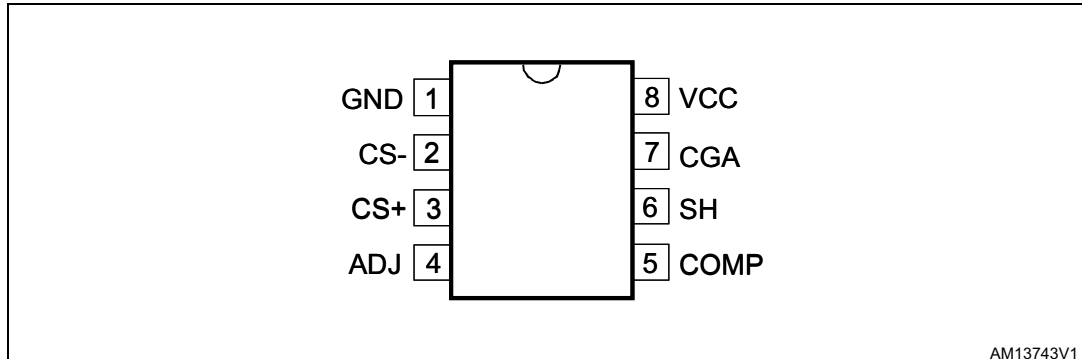 GND 1 8 VCC
CS- 2 7 CGA
CS+ 3 6 SH
ADJ 4 5 COMP
AM13743V1